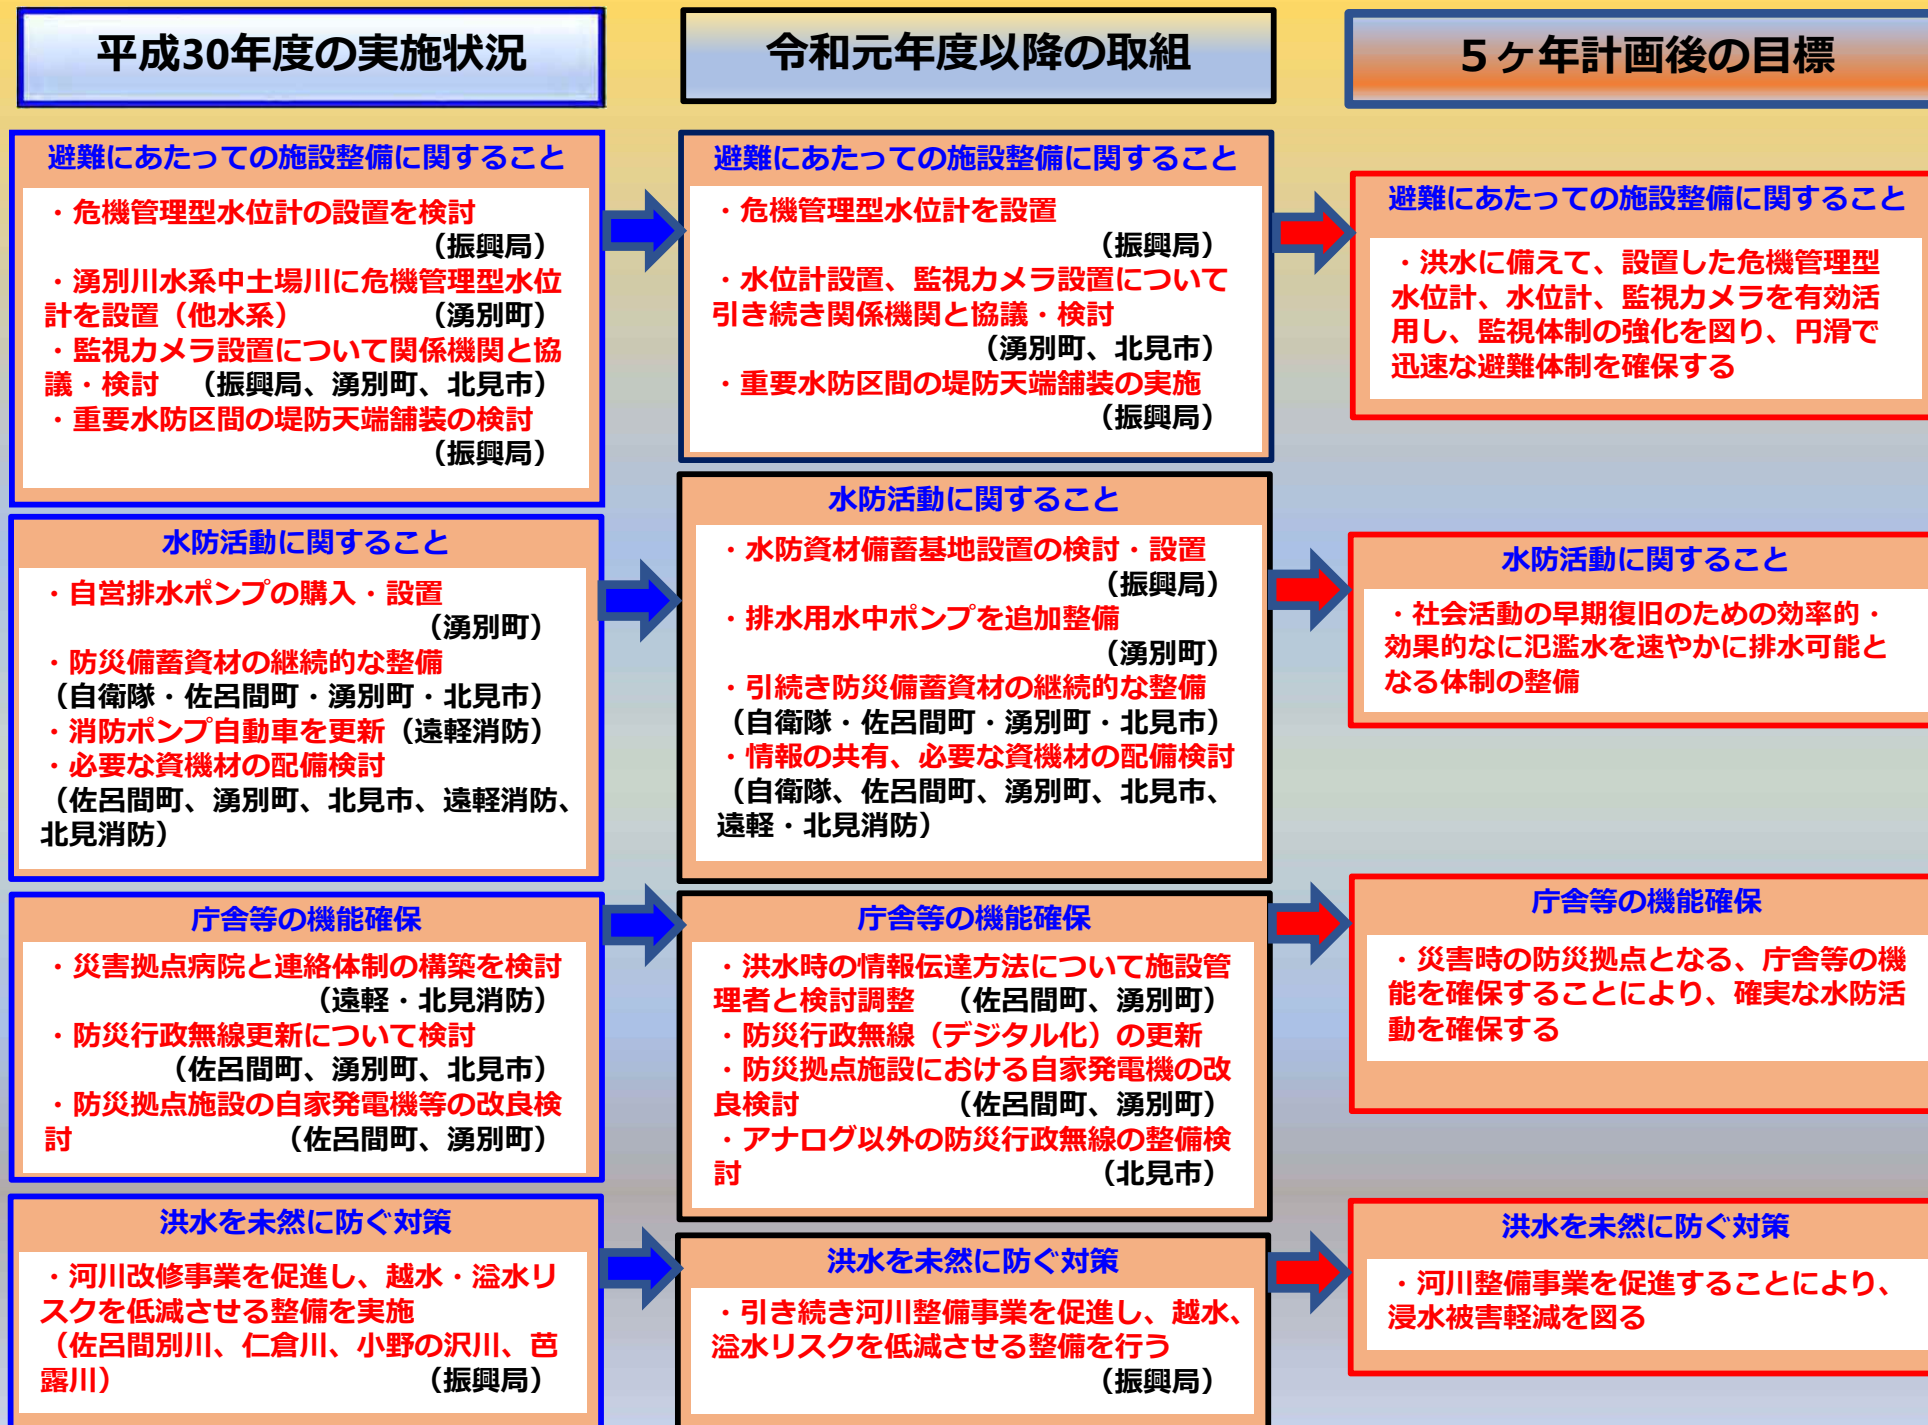 平成30年度の実施状況
避難にあたっての施設整備に関すること
・危機管理型水位計の設置を検討
（振興局）
・湧別川水系中土場川に危機管理型水位
計を設置（他水系）　（湧別町）
・監視カメラ設置について関係機関と協
議・検討　（振興局、湧別町、北見市）
・重要水防区間の堤防天端舗装の検討
（振興局）
水防活動に関すること
・自営排水ポンプの購入・設置
（湧別町）
・防災備蓄資材の継続的な整備
（自衛隊・佐呂間町・湧別町・北見市）
・消防ポンプ自動車を更新（遠軽消防）
・必要な資機材の配備検討
（佐呂間町、湧別町、北見市、遠軽消防、
北見消防）
庁舎等の機能確保
・災害拠点病院と連絡体制の構築を検討
（遠軽・北見消防）
・防災行政無線更新について検討
（佐呂間町、湧別町、北見市）
・防災拠点施設の自家発電機等の改良検
討　（佐呂間町、湧別町）
洪水を未然に防ぐ対策
・河川改修事業を促進し、越水・溢水リ
スクを低減させる整備を実施
（佐呂間別川、仁倉川、小野の沢川、芭
露川）　（振興局）
令和元年度以降の取組
避難にあたっての施設整備に関すること
・危機管理型水位計を設置
（振興局）
・水位計設置、監視カメラ設置について
引き続き関係機関と協議・検討
（湧別町、北見市）
・重要水防区間の堤防天端舗装の実施
（振興局）
水防活動に関すること
・水防資材備蓄基地設置の検討・設置
（振興局）
・排水用水中ポンプを追加整備
（湧別町）
・引続き防災備蓄資材の継続的な整備
（自衛隊・佐呂間町・湧別町・北見市）
・情報の共有、必要な資機材の配備検討
（自衛隊、佐呂間町、湧別町、北見市、
遠軽・北見消防）
庁舎等の機能確保
・洪水時の情報伝達方法について施設管
理者と検討調整　（佐呂間町、湧別町）
・防災行政無線（デジタル化）の更新
・防災拠点施設における自家発電機の改
良検討　（佐呂間町、湧別町）
・アナログ以外の防災行政無線の整備検
討　（北見市）
洪水を未然に防ぐ対策
・引き続き河川整備事業を促進し、越水、
溢水リスクを低減させる整備を行う
（振興局）
５ヶ年計画後の目標
避難にあたっての施設整備に関すること
・洪水に備えて、設置した危機管理型
水位計、水位計、監視カメラを有効活
用し、監視体制の強化を図り、円滑で
迅速な避難体制を確保する
水防活動に関すること
・社会活動の早期復旧のための効率的・
効果的なに氾濫水を速やかに排水可能と
なる体制の整備
庁舎等の機能確保
・災害時の防災拠点となる、庁舎等の機
能を確保することにより、確実な水防活
動を確保する
洪水を未然に防ぐ対策
・河川整備事業を促進することにより、
浸水被害軽減を図る